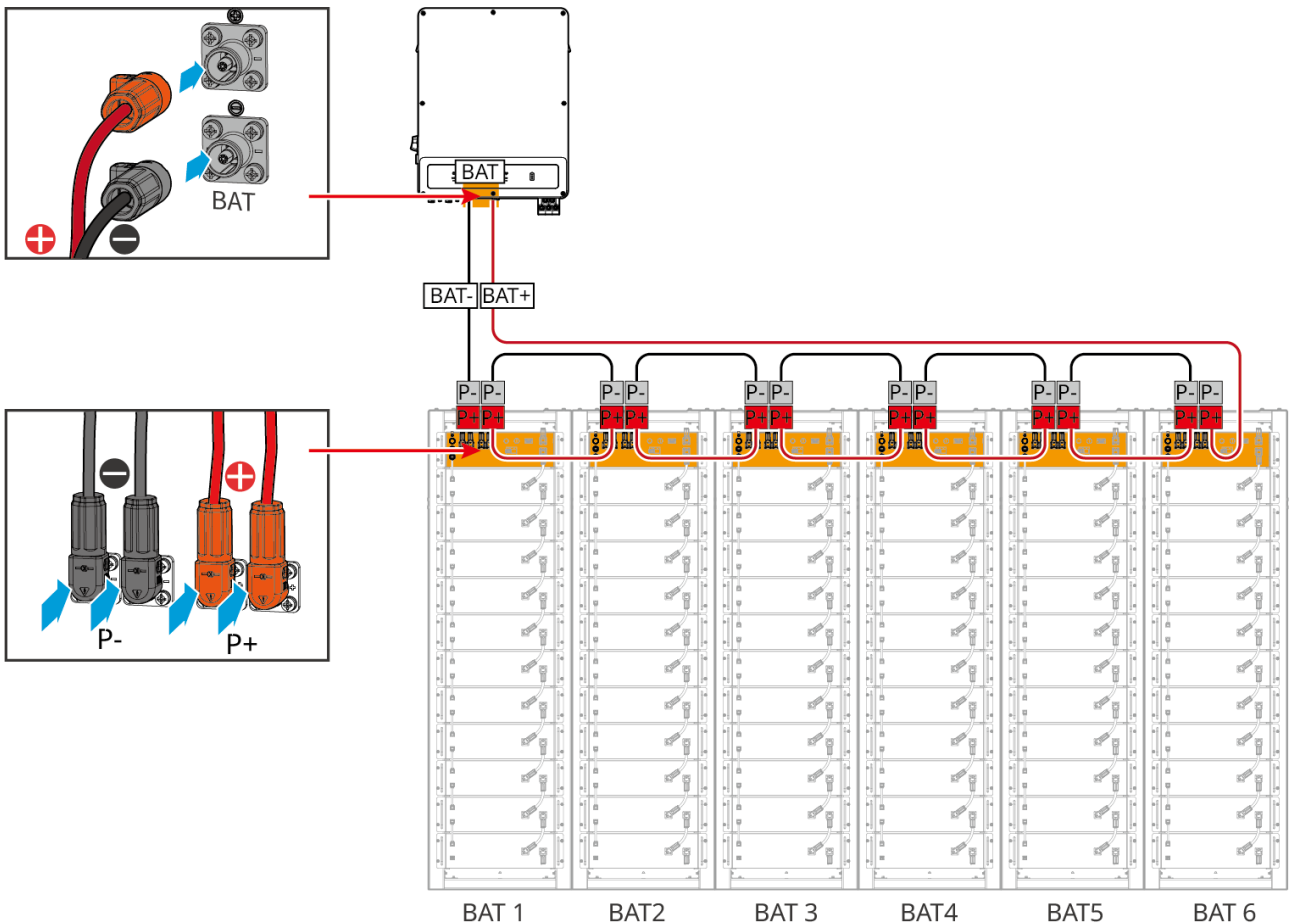 BAT
BAT
BAT- BAT+
P- P- P- P- P- P- P- P- P- P- P- P-
P+ P+ P+ P+ P+ P+ P+ P+ P+ P+ P+ P+
P- P+
BAT 1 BAT2 BAT 3 BAT4 BAT5 BAT 6